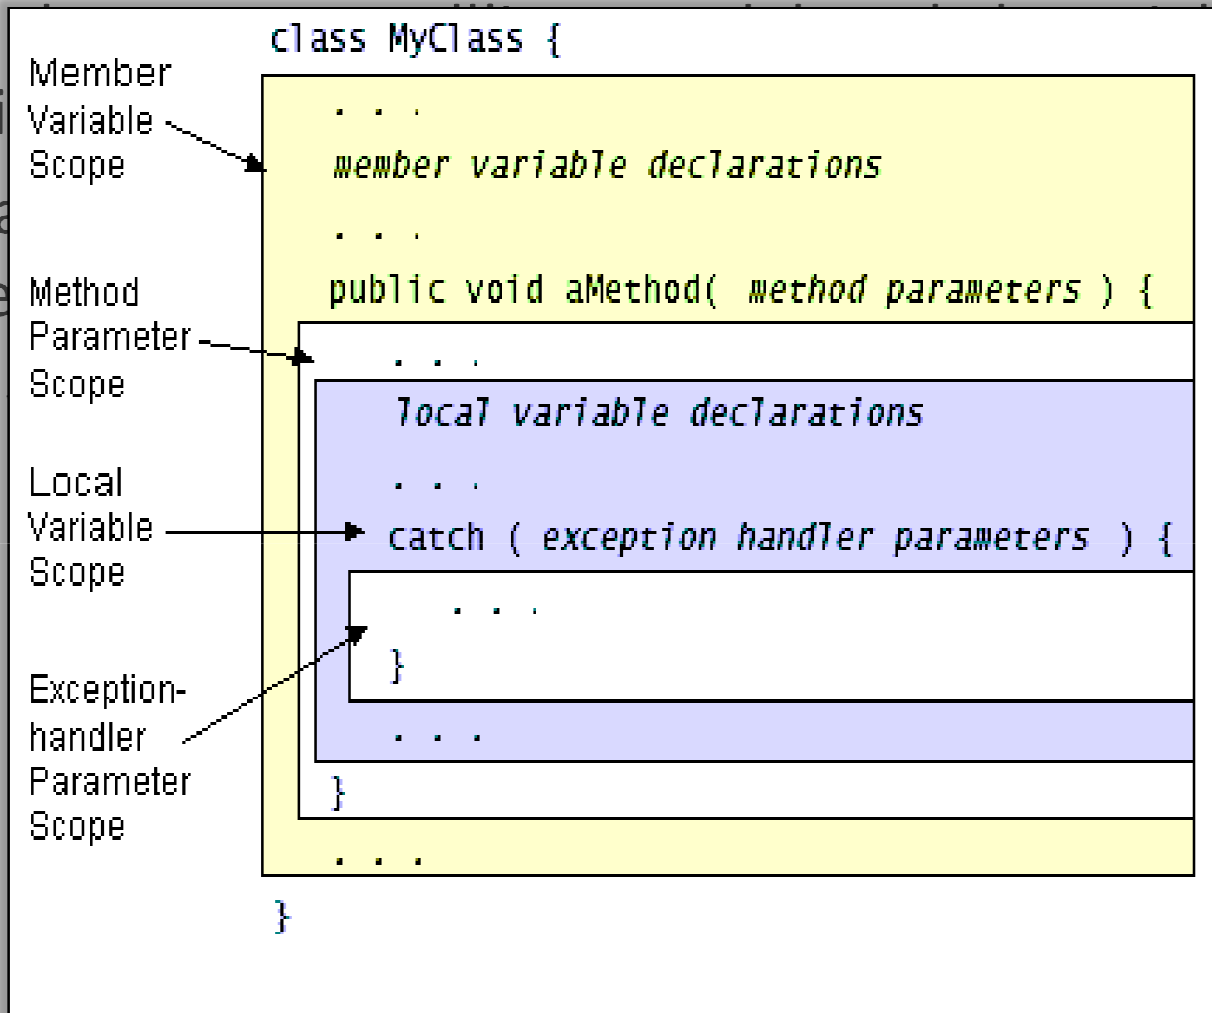 class MyClass {
Member
Variable
Scope
. . .
member variable declarations
. . .
public void aMethod( method parameters ) {
Method
Parameter
Scope
. . .
local variable declarations
. . .
Local
Variable
Scope
catch ( exception handler parameters ) {
. . .
}
Exception-
handler
Parameter
Scope
. . .
}
. . .
}